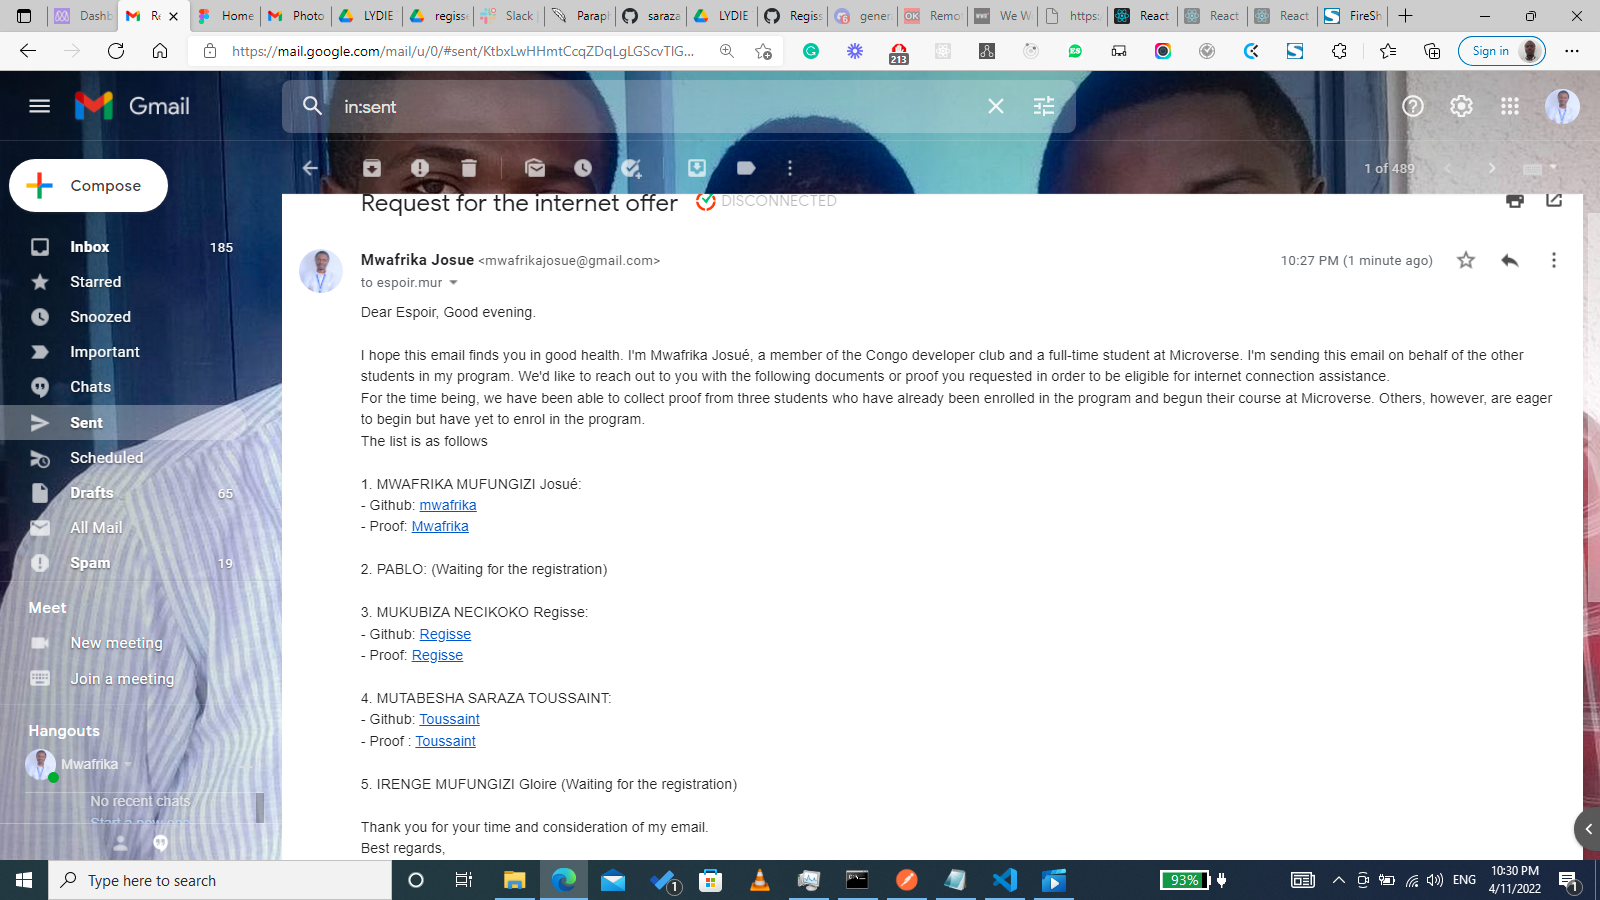 Dashb
Re
Home
Photo
LYDIE
regisse
Slack |
Paraph
saraza
LYDIE
Regiss
genera
Remot
We Wi
https:/
React
React
React
FireSh
https://mail.google.com/mail/u/0/#sent/KtbxLwHHmtCcqZDqLgLGScvTlG...
213
Sign in
Gmail
in:sent
Compose
1 of 489
Inbox 185
Starred
Snoozed
Important
Chats
Sent
Scheduled
Drafts 65
All Mail
Spam 19
Meet
New meeting
Join a meeting
Hangouts
Mwafrika
No recent chats
Start a new one
Request for the internet offer DISCONNECTED
Mwafrika Josue <mwafrikajosue@gmail.com> 10:27 PM (1 minute ago)
to espoir.mur
Dear Espoir, Good evening.
I hope this email finds you in good health. I'm Mwafrika Josué, a member of the Congo developer club and a full-time student at Microverse. I'm sending this email on behalf of the other
students in my program. We'd like to reach out to you with the following documents or proof you requested in order to be eligible for internet connection assistance.
For the time being, we have been able to collect proof from three students who have already been enrolled in the program and begun their course at Microverse. Others, however, are eager
to begin but have yet to enrol in the program.
The list is as follows
1. MWAFRIKA MUFUNGIZI Josué:
- Github: mwafrika
- Proof: Mwafrika
2. PABLO: (Waiting for the registration)
3. MUKUBIZA NECIKOKO Regisse:
- Github: Regisse
- Proof: Regisse
4. MUTABESHA SARAZA TOUSSAINT:
- Github: Toussaint
- Proof : Toussaint
5. IRENGE MUFUNGIZI Gloire (Waiting for the registration)
Thank you for your time and consideration of my email.
Best regards,
Type here to search
1
93%
ENG
10:30 PM
4/11/2022
1